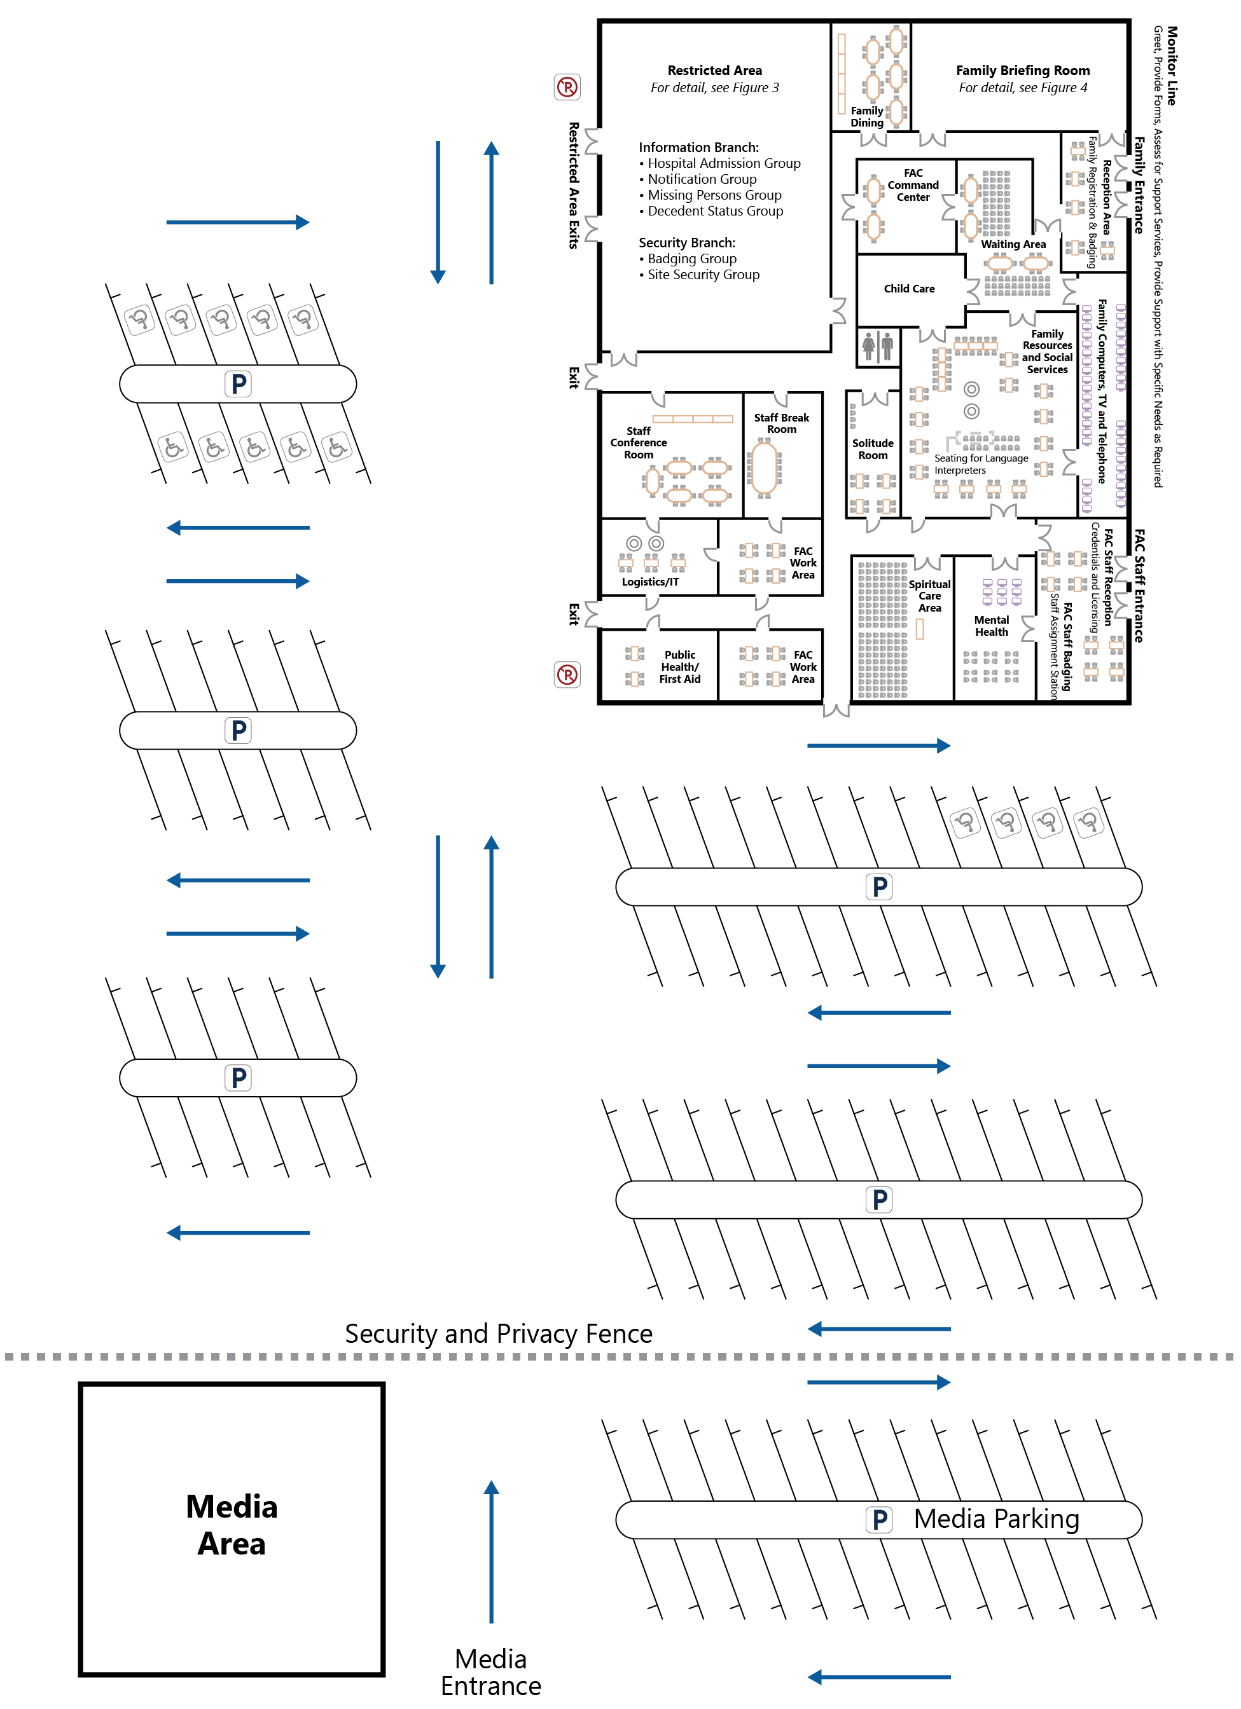 Restricted Area
For detail, see Figure 3
Information Branch:
• Hospital Admission Group
• Notification Group
• Missing Persons Group
• Decedent Status Group
Security Branch:
• Badging Group
• Site Security Group
Restricted Area Exits
Family
Dining
Family Briefing Room
For detail, see Figure 4
Monitor Line
Greet, Provide Forms, Assess for Support Services, Provide Support with Specific Needs as Required
Family Entrance
Reception Area
Family Registration & Badging
FAC
Command
Center
Waiting Area
Child Care
Family
Resources
and Social
Services
Family Computers, TV and Telephone
Exit
Staff
Conference
Room
Staff Break
Room
Solitude
Room
Seating for Language
Interpreters
Logistics/IT
FAC
Work
Area
Spiritual
Care
Area
Mental
Health
FAC Staff Entrance
FAC Staff Reception
Credentials and Licensing
FAC Staff Badging
Staff Assignment Station
Exit
Public
Health/
First Aid
FAC
Work
Area
P
P
P
P
P
P
P
P
Security and Privacy Fence
Media
Area
P Media Parking
Media
Entrance